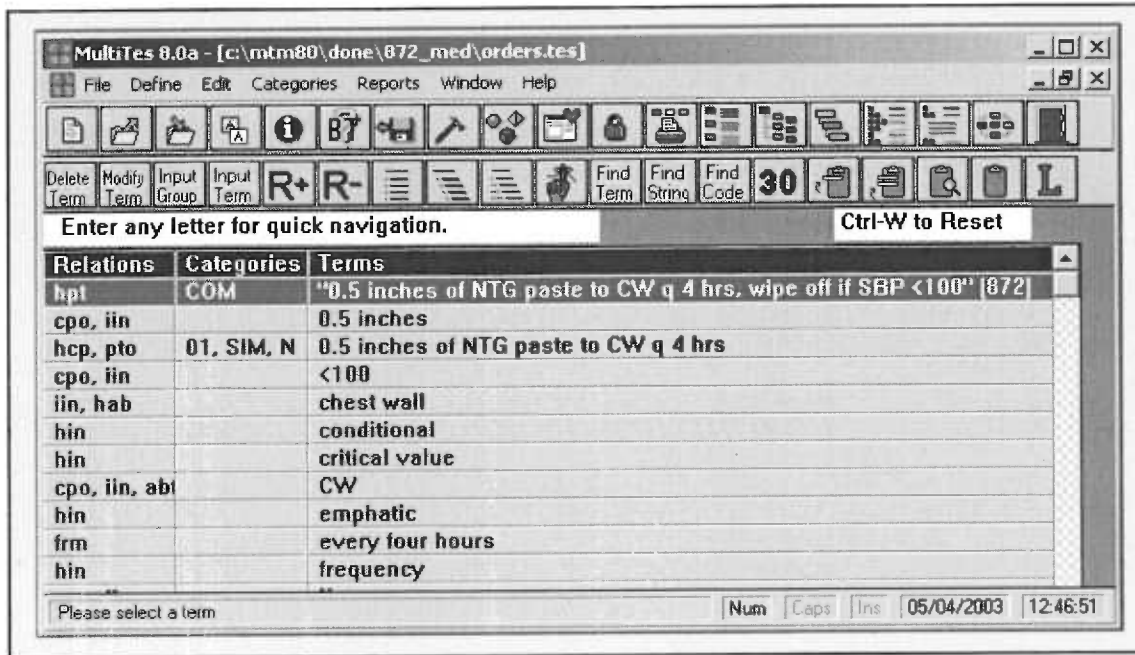 MultiTes 8.0a - [c:\mtm80\done\872_med\orders.tes]
File Define Edit Categories Reports Window Help
Delete Term Modify Term Input Group Input Term R+ R- Find Term Find String Find Code 30 L
Enter any letter for quick navigation. Ctrl-W to Reset
Relations Categories Terms
hpt COM "0.5 inches of NTG paste to CW q 4 hrs, wipe off if SBP <100" [872]
cpo, iin 0.5 inches
hcp, pto 01, SIM, N 0.5 inches of NTG paste to CW q 4 hrs
cpo, iin <100
iin, hab chest wall
hin conditional
hin critical value
cpo, iin, abt CW
hin emphatic
frm every four hours
hin frequency
Please select a term Num Caps Ins 05/04/2003 12:46:51